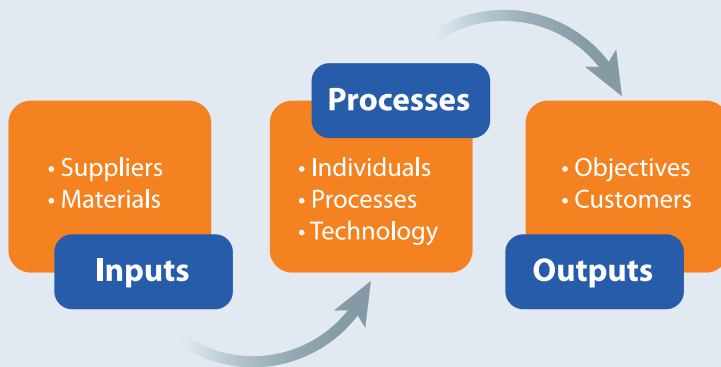 • Suppliers
• Materials
Inputs
Processes
• Individuals
• Processes
• Technology
• Objectives
• Customers
Outputs